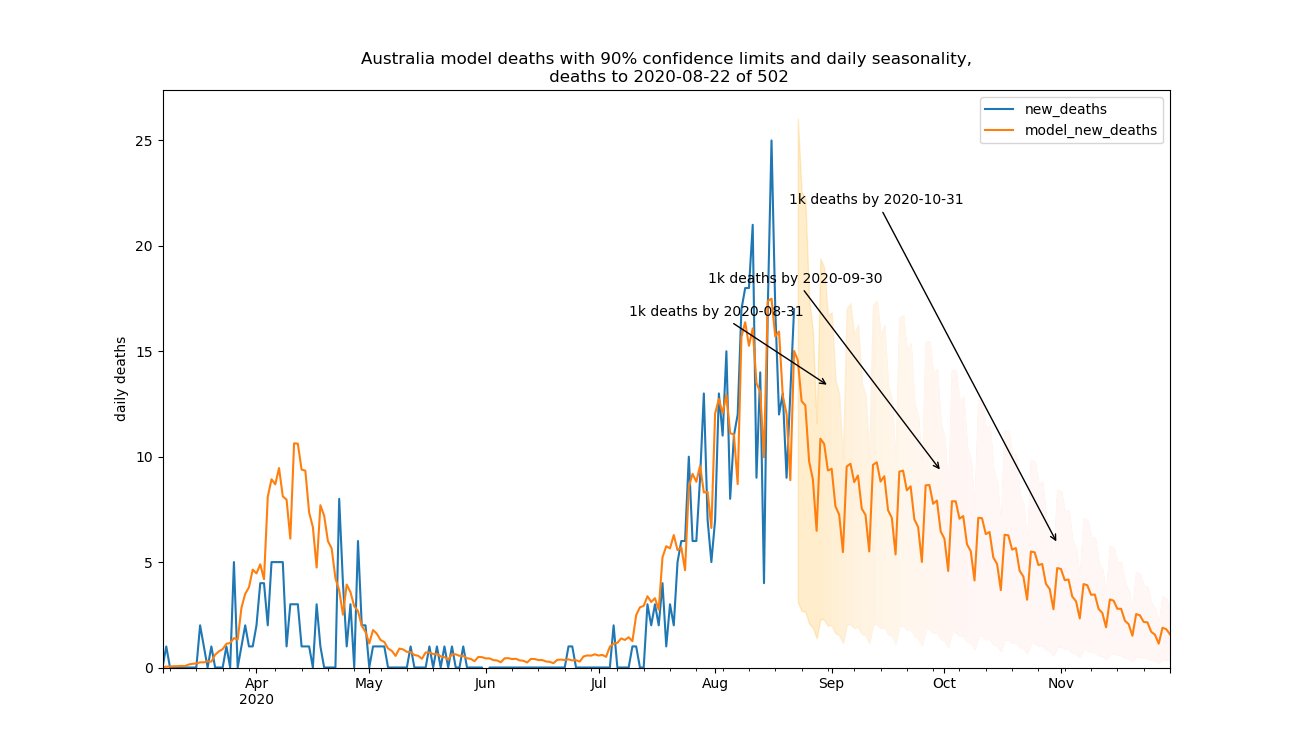 Australia model deaths with 90% confidence limits and daily seasonality,
deaths to 2020-08-22 of 502
new_deaths
model_new_deaths
1k deaths by 2020-10-31
1k deaths by 2020-09-30
1k deaths by 2020-08-31
daily deaths
25
20
15
10
5
0
Apr
2020
May
Jun
Jul
Aug
Sep
Oct
Nov